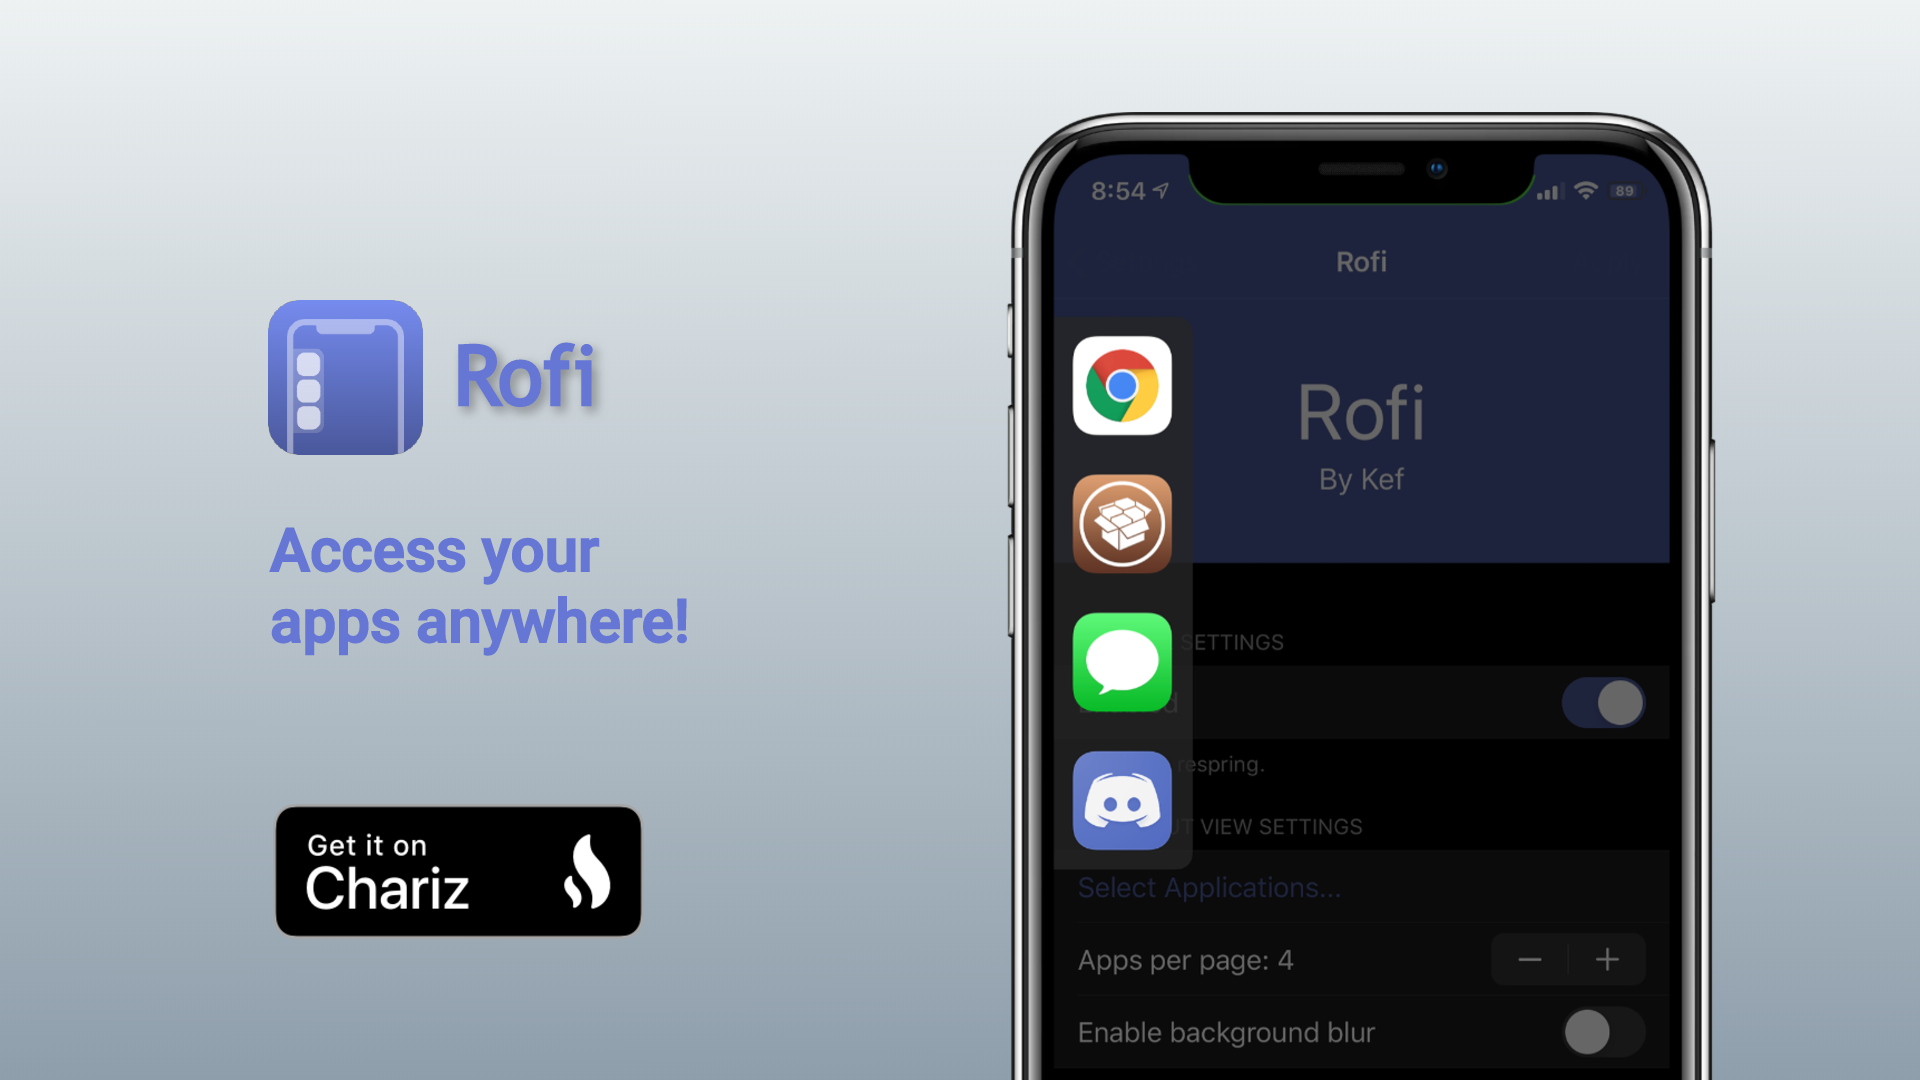 Rofi
Access your
apps anywhere!
Get it on
Chariz
8:54
89
Rofi
Rofi
By Kef
SETTINGS
respring.
VIEW SETTINGS
Select Applications...
Apps per page: 4
Enable background blur